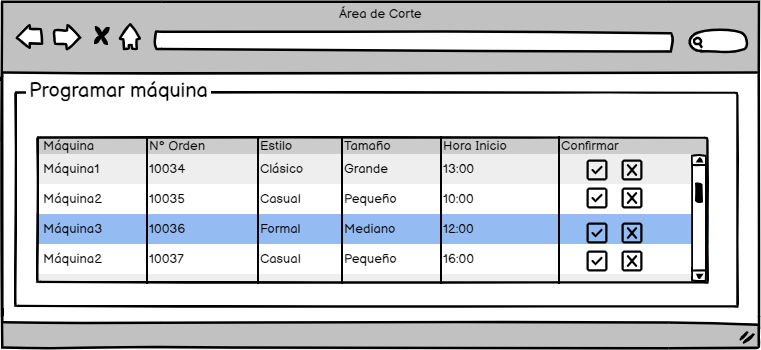 Área de Corte
Programar máquina
Máquina N° Orden Estilo Tamaño Hora Inicio Confirmar
Máquina1 10034 Clásico Grande 13:00
Máquina2 10035 Casual Pequeño 10:00
Máquina3 10036 Formal Mediano 12:00
Máquina2 10037 Casual Pequeño 16:00